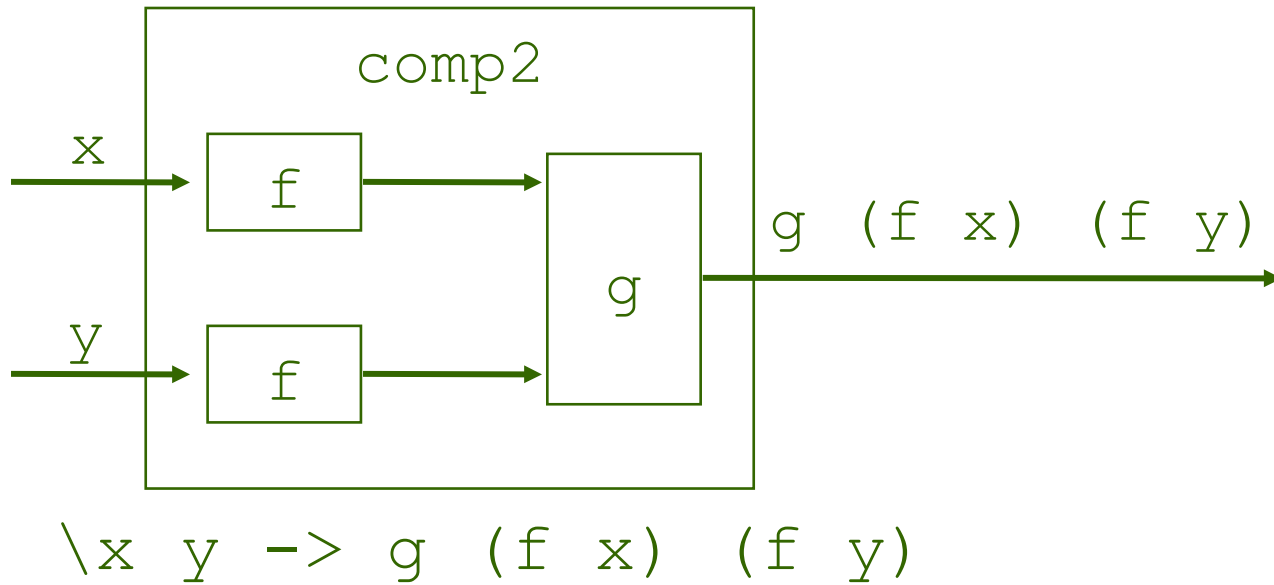 comp2
x
f
g (f x) (f y)
g
y
f
\x y -> g (f x) (f y)